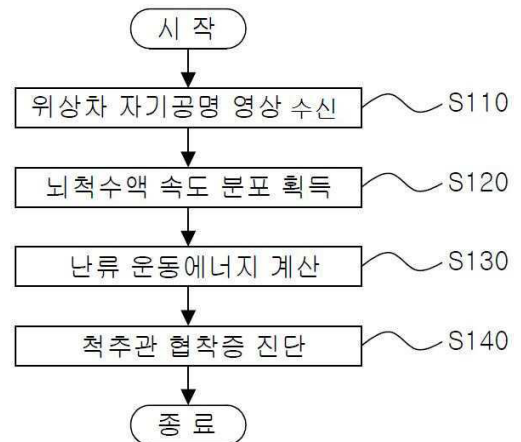 시 작
위상차 자기공명 영상 수신
S110
뇌척수액 속도 분포 획득
S120
난류 운동에너지 계산
S130
척추관 협착증 진단
S140
종 료